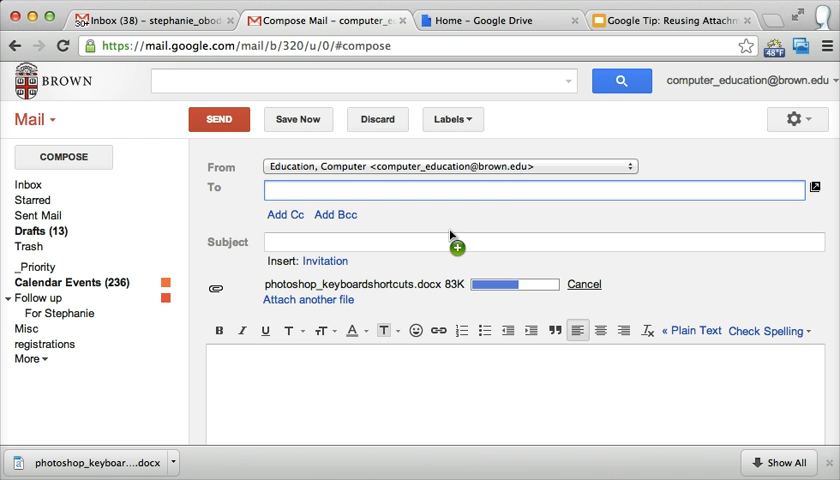 Inbox (38) – stephanie_obod
Compose Mail – computer_e
Home – Google Drive
Google Tip: Reusing Attachm
https://mail.google.com/mail/b/320/u/0/#compose
48°F
BROWN
computer_education@brown.edu
Mail
SEND
Save Now
Discard
Labels
COMPOSE
From
Education, Computer <computer_education@brown.edu>
To
Add Cc Add Bcc
Subject
Insert: Invitation
photoshop_keyboardshortcuts.docx 83K
Cancel
Attach another file
Inbox
Starred
Sent Mail
Drafts (13)
Trash
_Priority
Calendar Events (236)
Follow up
For Stephanie
Misc
registrations
More
B I U T T A T
« Plain Text Check Spelling
photoshop_keyboar....docx
Show All